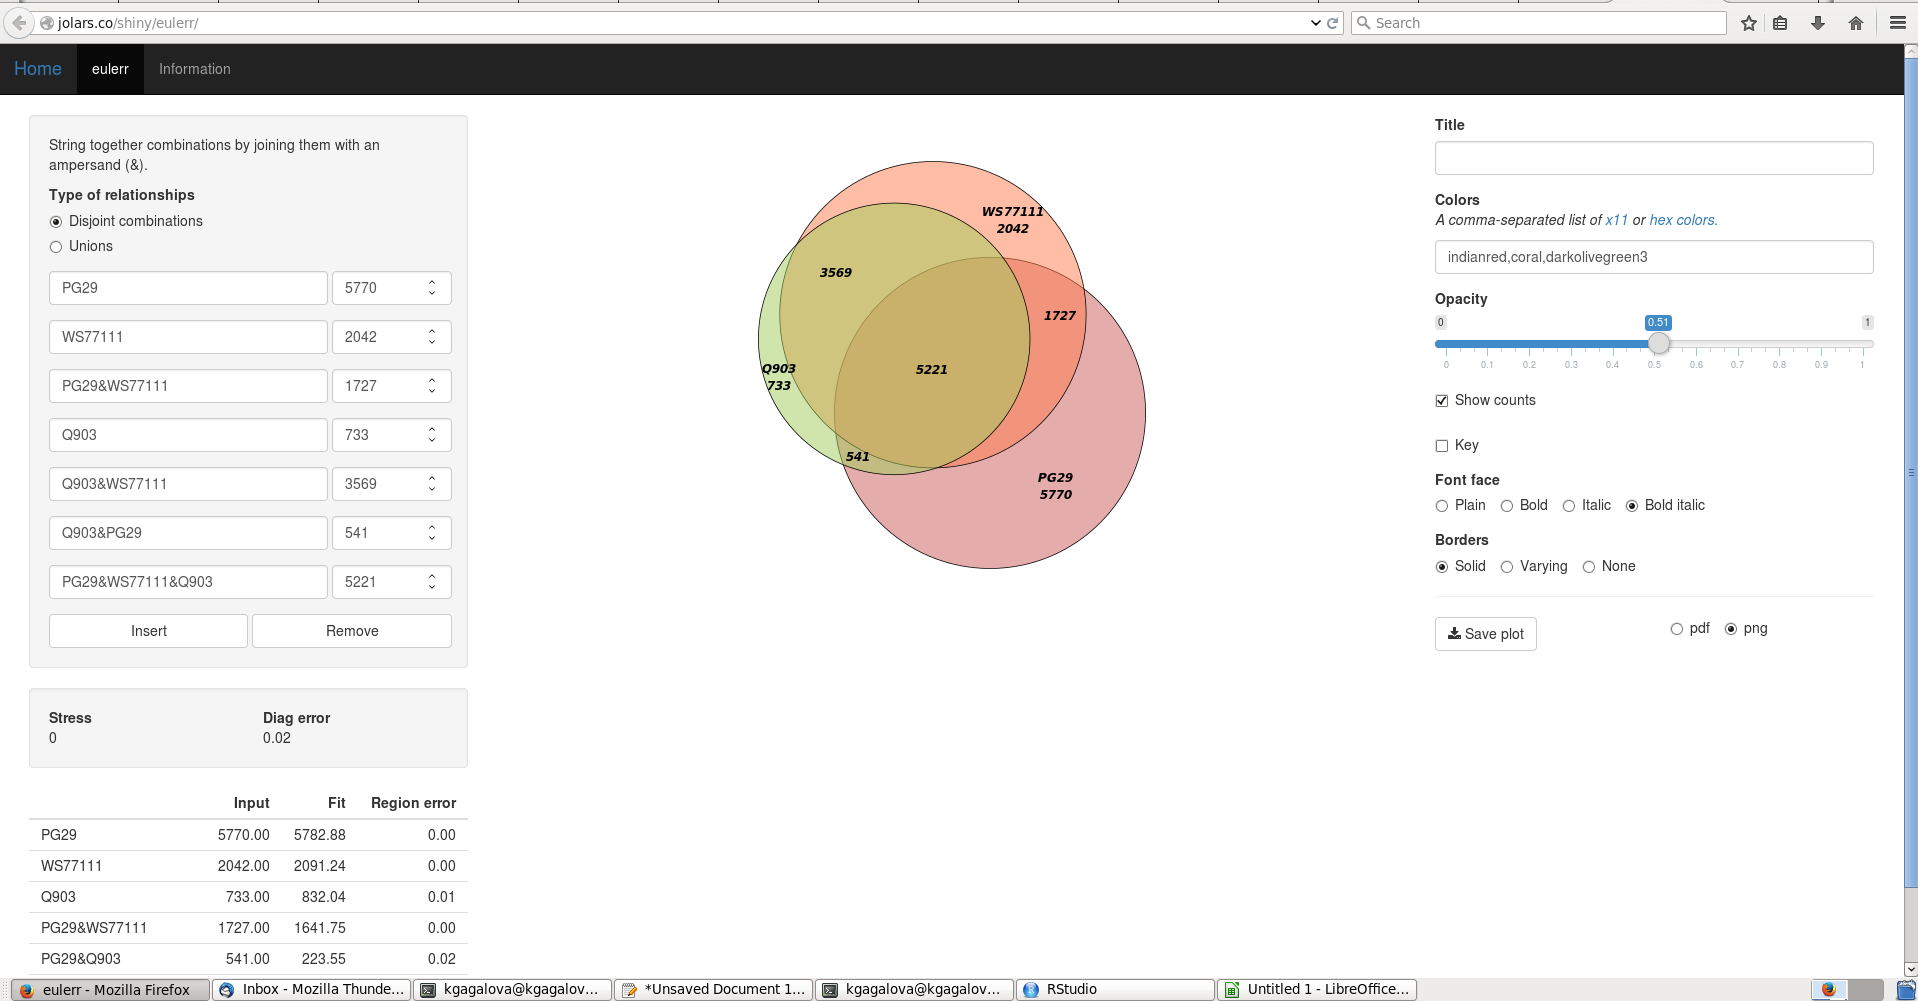 jolars.co/shiny/eulerr/
Search
Home
eulerr
Information
String together combinations by joining them with an
ampersand (&).
Type of relationships
Disjoint combinations
Unions
PG29 5770
WS77111 2042
PG29&WS77111 1727
Q903 733
Q903&WS77111 3569
Q903&PG29 541
PG29&WS77111&Q903 5221
Insert Remove
Stress Diag error
0 0.02
Input Fit Region error
PG29 5770.00 5782.88 0.00
WS77111 2042.00 2091.24 0.00
Q903 733.00 832.04 0.01
PG29&WS77111 1727.00 1641.75 0.00
PG29&Q903 541.00 223.55 0.02
WS77111
2042
3569
1727
5221
Q903
733
541
PG29
5770
Title
Colors
A comma-separated list of x11 or hex colors.
indianred,coral,darkolivegreen3
Opacity
0 0.51 1
0 0.1 0.2 0.3 0.4 0.5 0.6 0.7 0.8 0.9 1
Show counts
Key
Font face
Plain Bold Italic Bold italic
Borders
Solid Varying None
Save plot pdf png
eulerr - Mozilla Firefox
Inbox - Mozilla Thunde...
kgagalova@kgagalov...
*Unsaved Document 1...
kgagalova@kgagalov...
RStudio
Untitled 1 - LibreOffice...